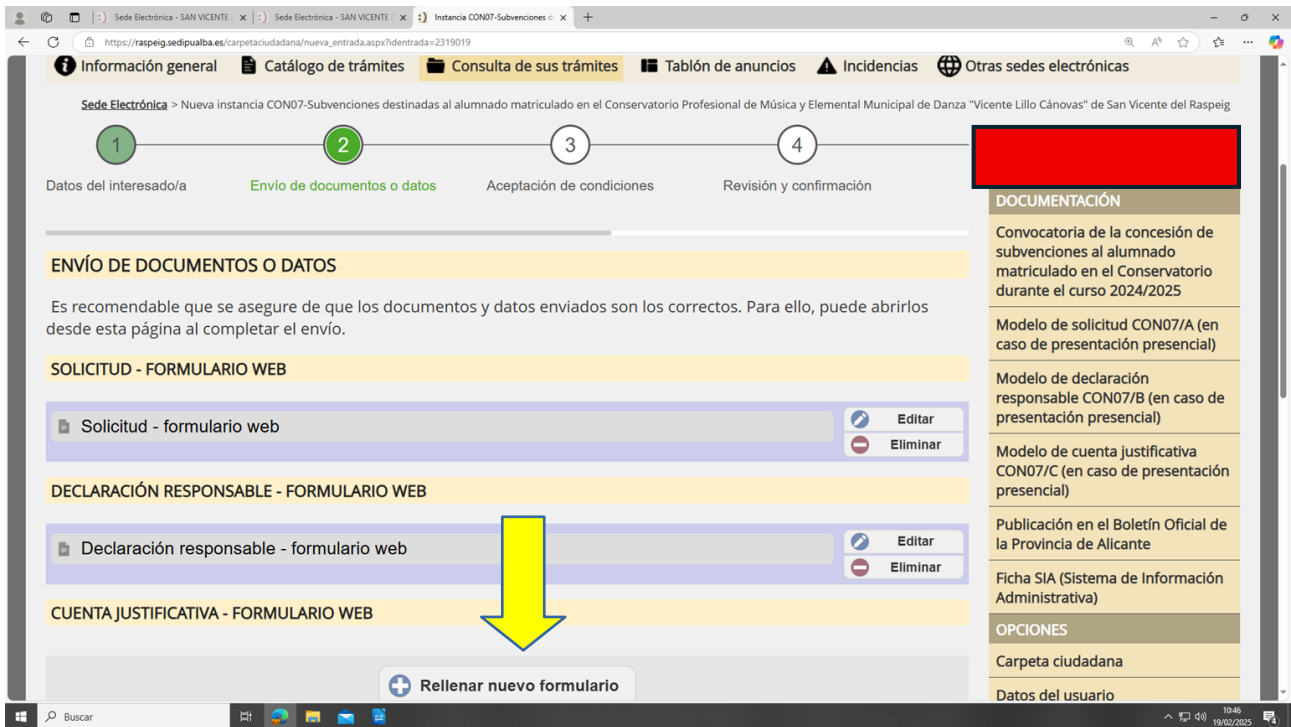 Sede Electrónica - SAN VICENTE
Sede Electrónica - SAN VICENTE
Instancia CON07-Subvenciones d
https://raspeig.sedipualba.es/carpetaciudadana/nueva_entrada.aspx?identrada=2319019
Información general
Catálogo de trámites
Consulta de sus trámites
Tablón de anuncios
Incidencias
Otras sedes electrónicas
Sede Electrónica > Nueva instancia CON07-Subvenciones destinadas al alumnado matriculado en el Conservatorio Profesional de Música y Elemental Municipal de Danza "Vicente Lillo Cánovas" de San Vicente del Raspeig
1
2
3
4
Datos del interesado/a
Envío de documentos o datos
Aceptación de condiciones
Revisión y confirmación
ENVÍO DE DOCUMENTOS O DATOS
Es recomendable que se asegure de que los documentos y datos enviados son los correctos. Para ello, puede abrirlos
desde esta página al completar el envío.
SOLICITUD - FORMULARIO WEB
Solicitud - formulario web
Editar
Eliminar
DECLARACIÓN RESPONSABLE - FORMULARIO WEB
Declaración responsable - formulario web
Editar
Eliminar
CUENTA JUSTIFICATIVA - FORMULARIO WEB
Rellenar nuevo formulario
DOCUMENTACIÓN
Convocatoria de la concesión de
subvenciones al alumnado
matriculado en el Conservatorio
durante el curso 2024/2025
Modelo de solicitud CON07/A (en
caso de presentación presencial)
Modelo de declaración
responsable CON07/B (en caso de
presentación presencial)
Modelo de cuenta justificativa
CON07/C (en caso de presentación
presencial)
Publicación en el Boletín Oficial de
la Provincia de Alicante
Ficha SIA (Sistema de Información
Administrativa)
OPCIONES
Carpeta ciudadana
Datos del usuario
Buscar
10:46
19/02/2025